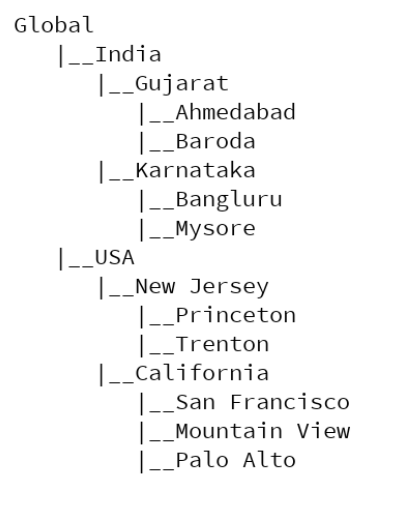 Global
   |__India
      |__Gujarat
         |__Ahmedabad
         |__Baroda
      |__Karnataka
         |__Bangluru
         |__Mysore
   |__USA
      |__New Jersey
         |__Princeton
         |__Trenton
      |__California
         |__San Francisco
         |__Mountain View
         |__Palo Alto